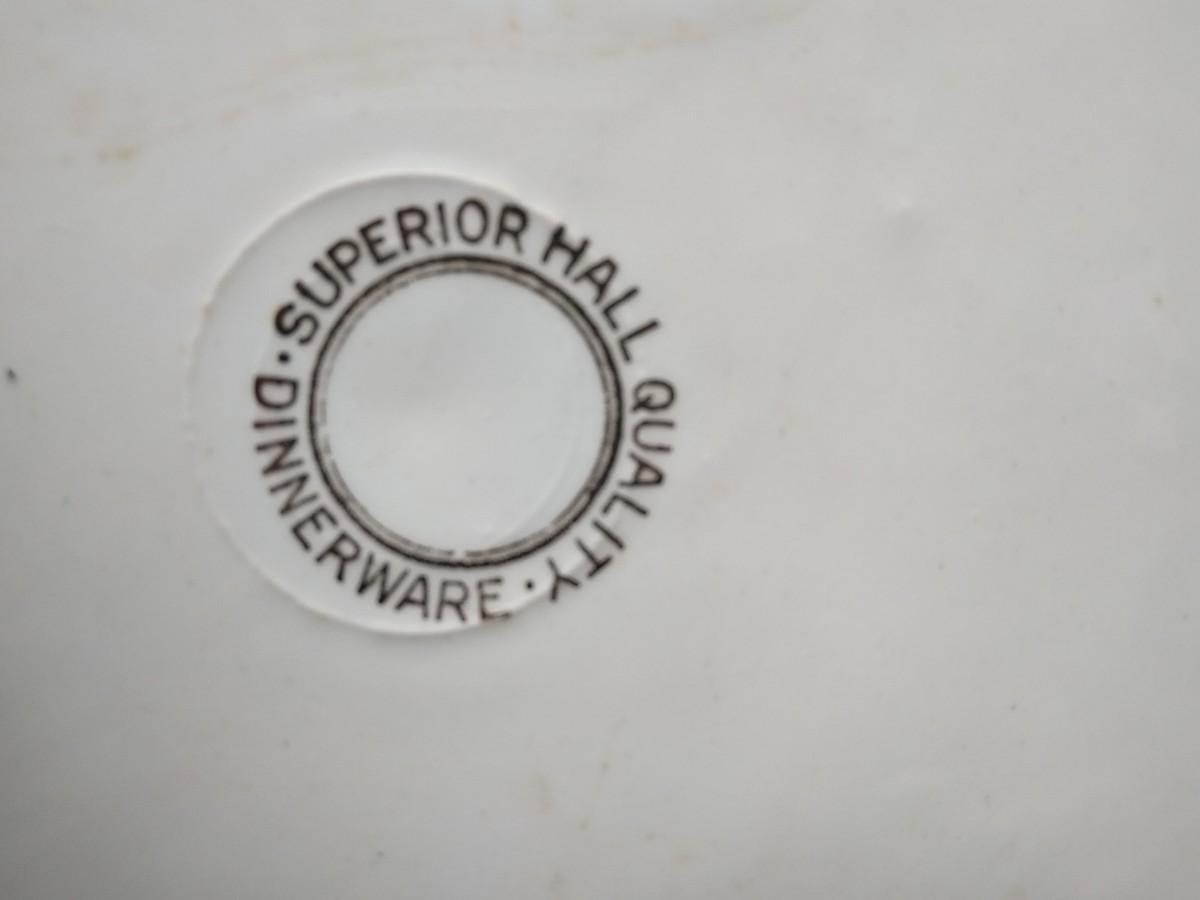 · SUPERIOR HALL QUALITY ·
DINNERWARE